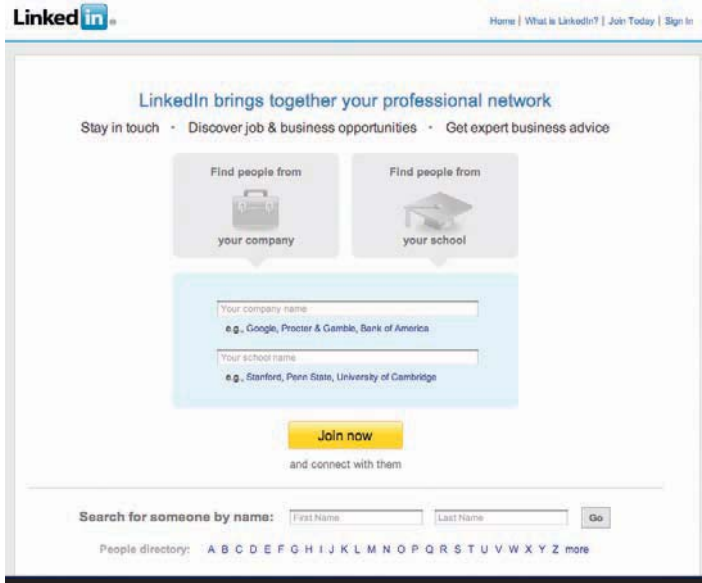 Linked in
Home | What is LinkedIn? | Join Today | Sign In
LinkedIn brings together your professional network
Stay in touch · Discover job & business opportunities · Get expert business advice
Find people from
your company
Find people from
your school
Your company name
e.g., Google, Procter & Gamble, Bank of America
Your school name
e.g., Stanford, Penn State, University of Cambridge
Join now
and connect with them
Search for someone by name: First Name Last Name Go
People directory: A B C D E F G H I J K L M N O P Q R S T U V W X Y Z more